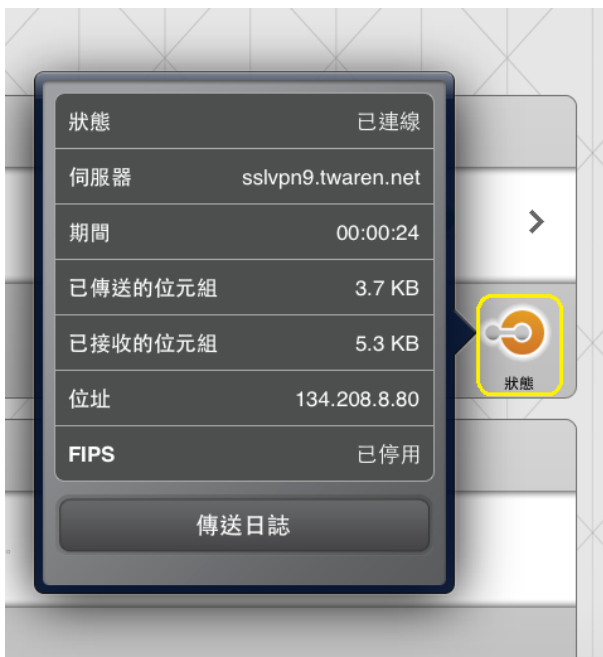 狀態 已連線
伺服器 sslvpn9.twaren.net
期間 00:00:24
已傳送的位元組 3.7 KB
已接收的位元組 5.3 KB
位址 134.208.8.80
FIPS 已停用
傳送日誌
狀態